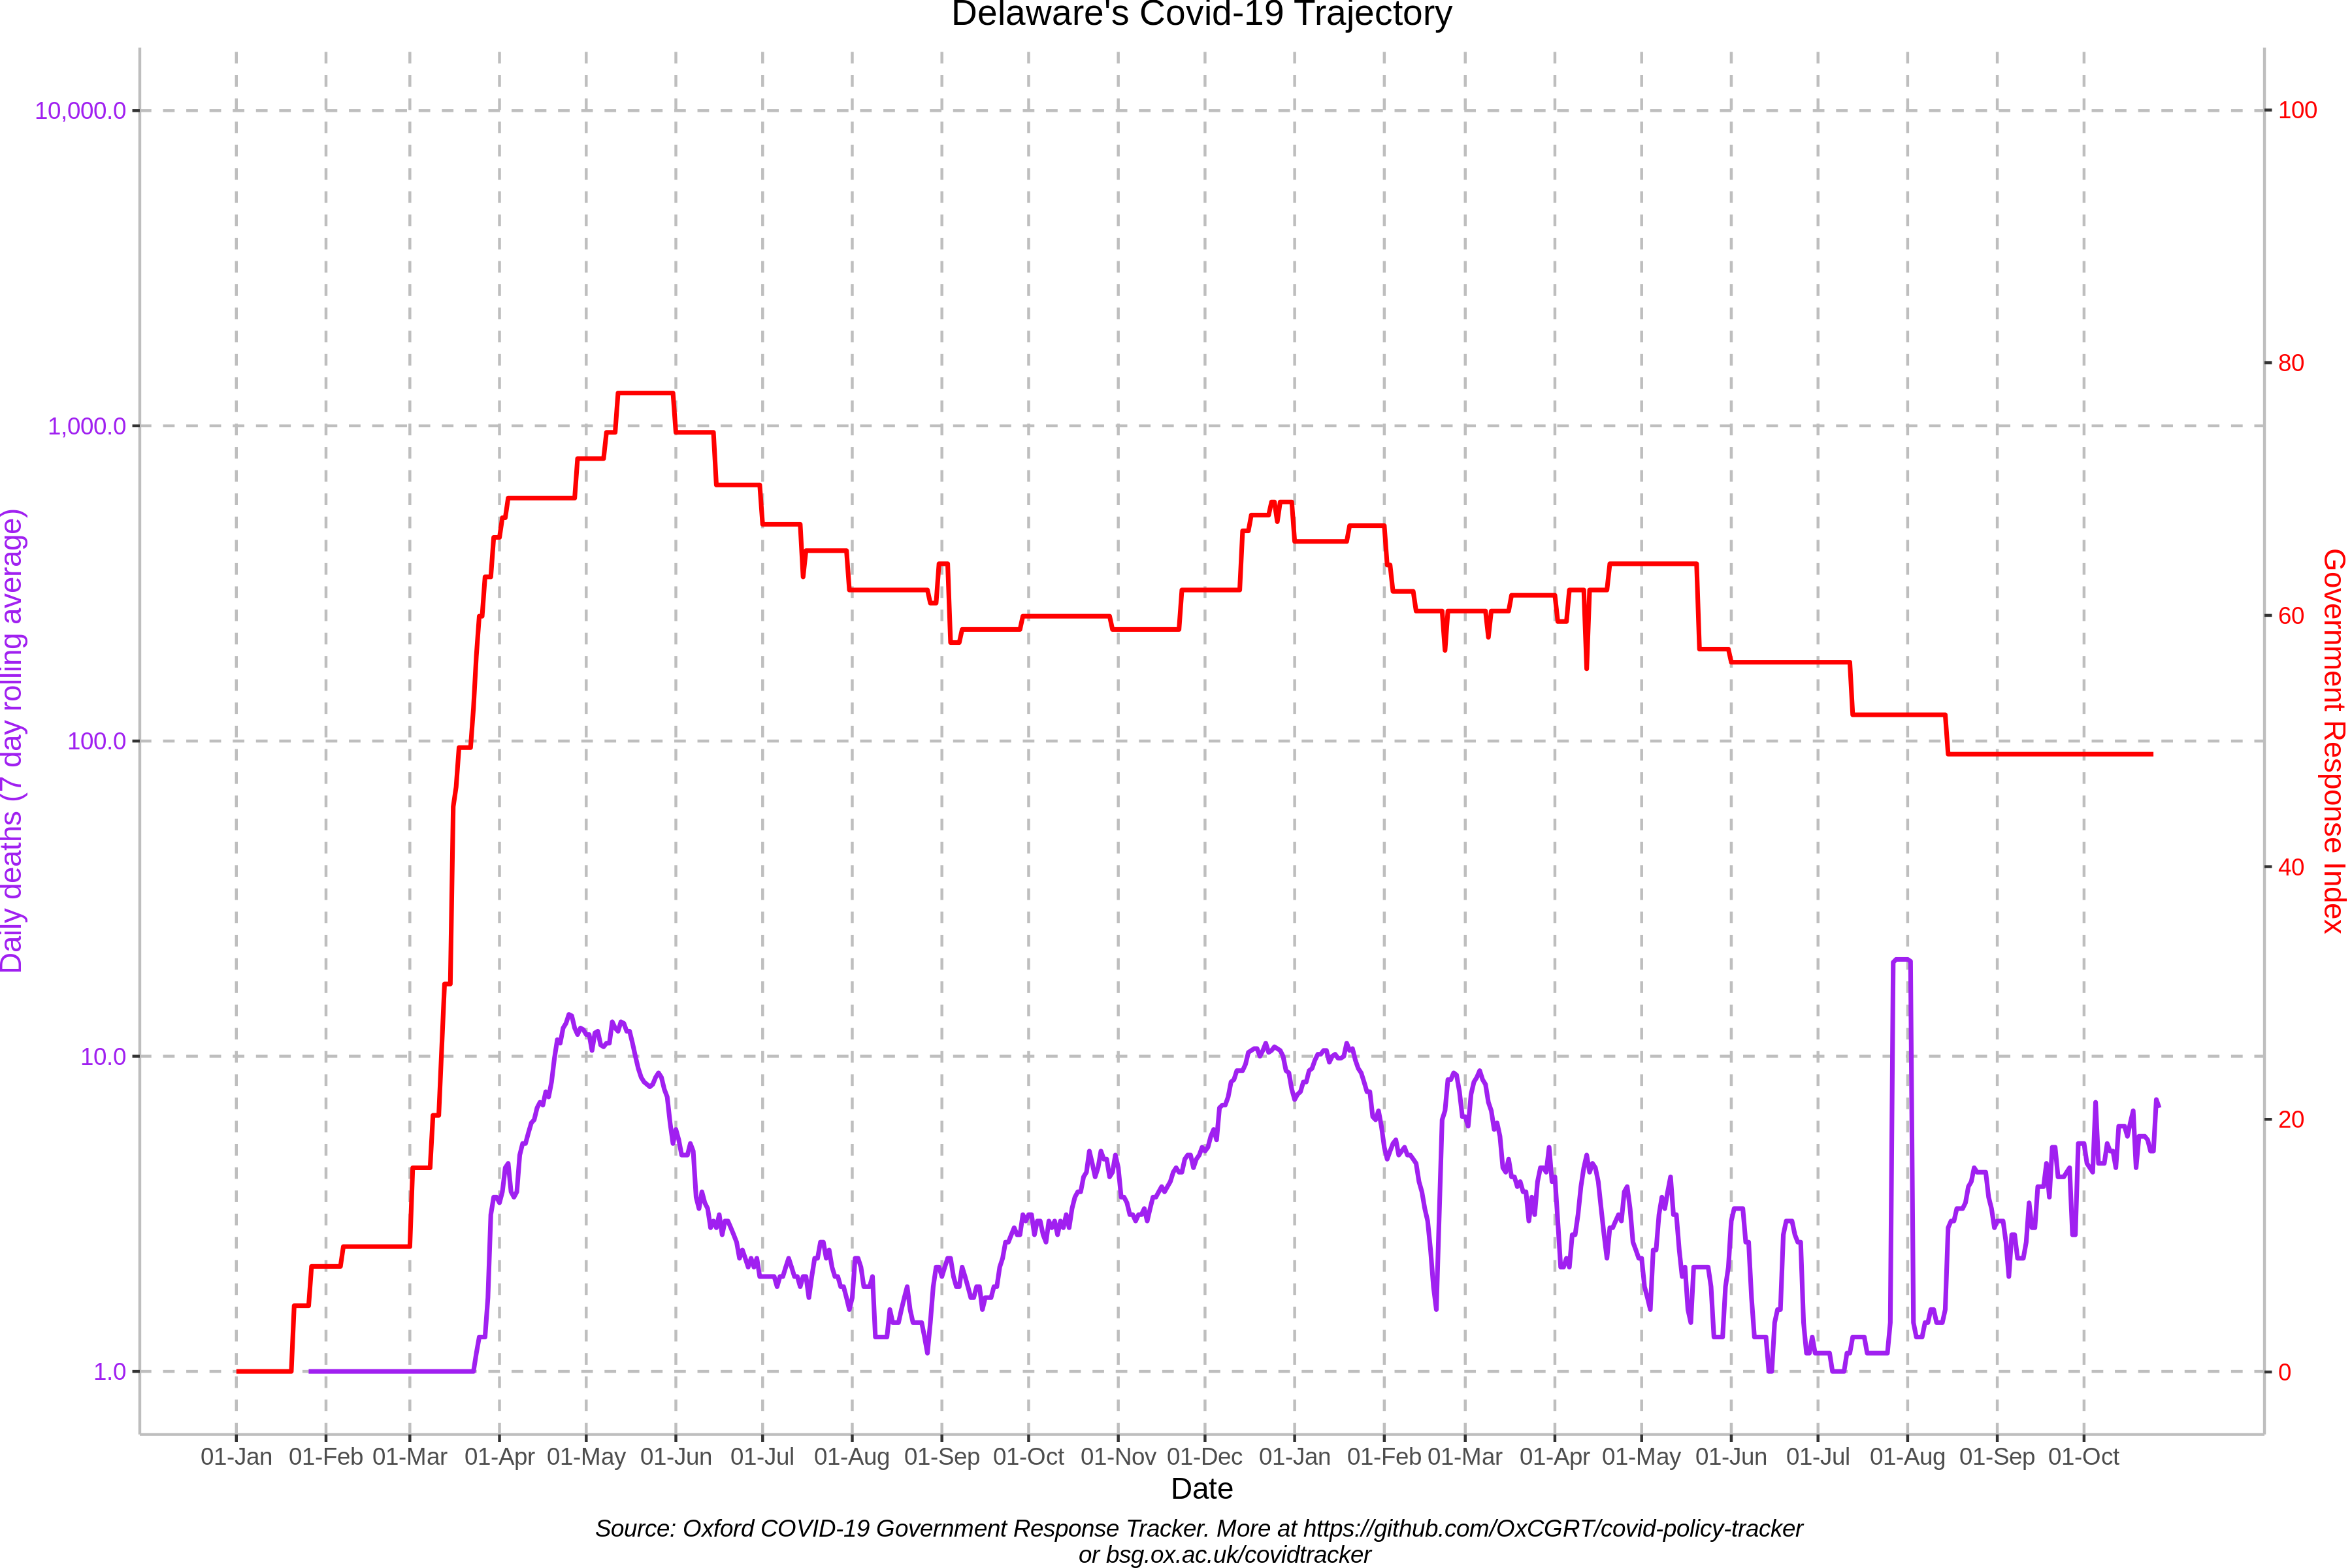 Delaware's Covid-19 Trajectory
10,000.0
1,000.0
100.0
10.0
1.0
Daily deaths (7 day rolling average)
100
80
60
40
20
0
Government Response Index
01-Jan 01-Feb 01-Mar 01-Apr 01-May 01-Jun 01-Jul 01-Aug 01-Sep 01-Oct 01-Nov 01-Dec 01-Jan 01-Feb 01-Mar 01-Apr 01-May 01-Jun 01-Jul 01-Aug 01-Sep 01-Oct
Date
Source: Oxford COVID-19 Government Response Tracker. More at https://github.com/OxCGRT/covid-policy-tracker
or bsg.ox.ac.uk/covidtracker